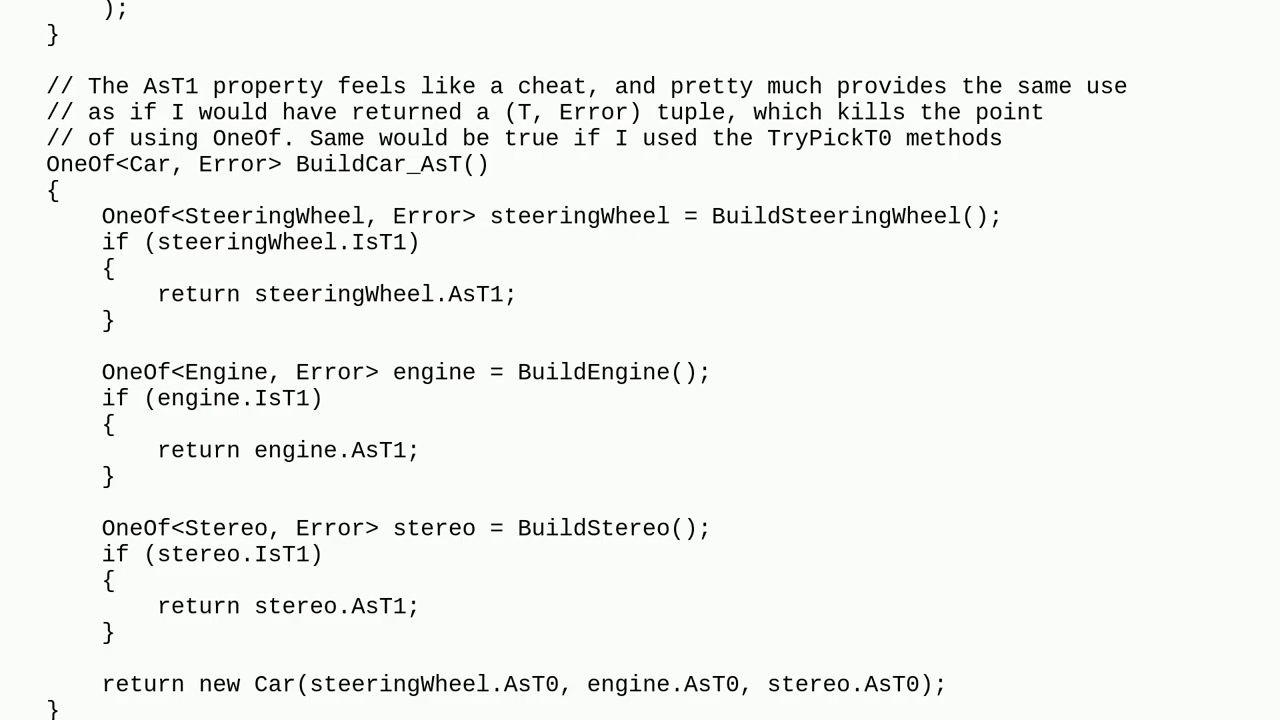 );
}

// The AsT1 property feels like a cheat, and pretty much provides the same use
// as if I would have returned a (T, Error) tuple, which kills the point
// of using OneOf. Same would be true if I used the TryPickT0 methods
OneOf<Car, Error> BuildCar_AsT()
{
    OneOf<SteeringWheel, Error> steeringWheel = BuildSteeringWheel();
    if (steeringWheel.IsT1)
    {
        return steeringWheel.AsT1;
    }

    OneOf<Engine, Error> engine = BuildEngine();
    if (engine.IsT1)
    {
        return engine.AsT1;
    }

    OneOf<Stereo, Error> stereo = BuildStereo();
    if (stereo.IsT1)
    {
        return stereo.AsT1;
    }

    return new Car(steeringWheel.AsT0, engine.AsT0, stereo.AsT0);
}